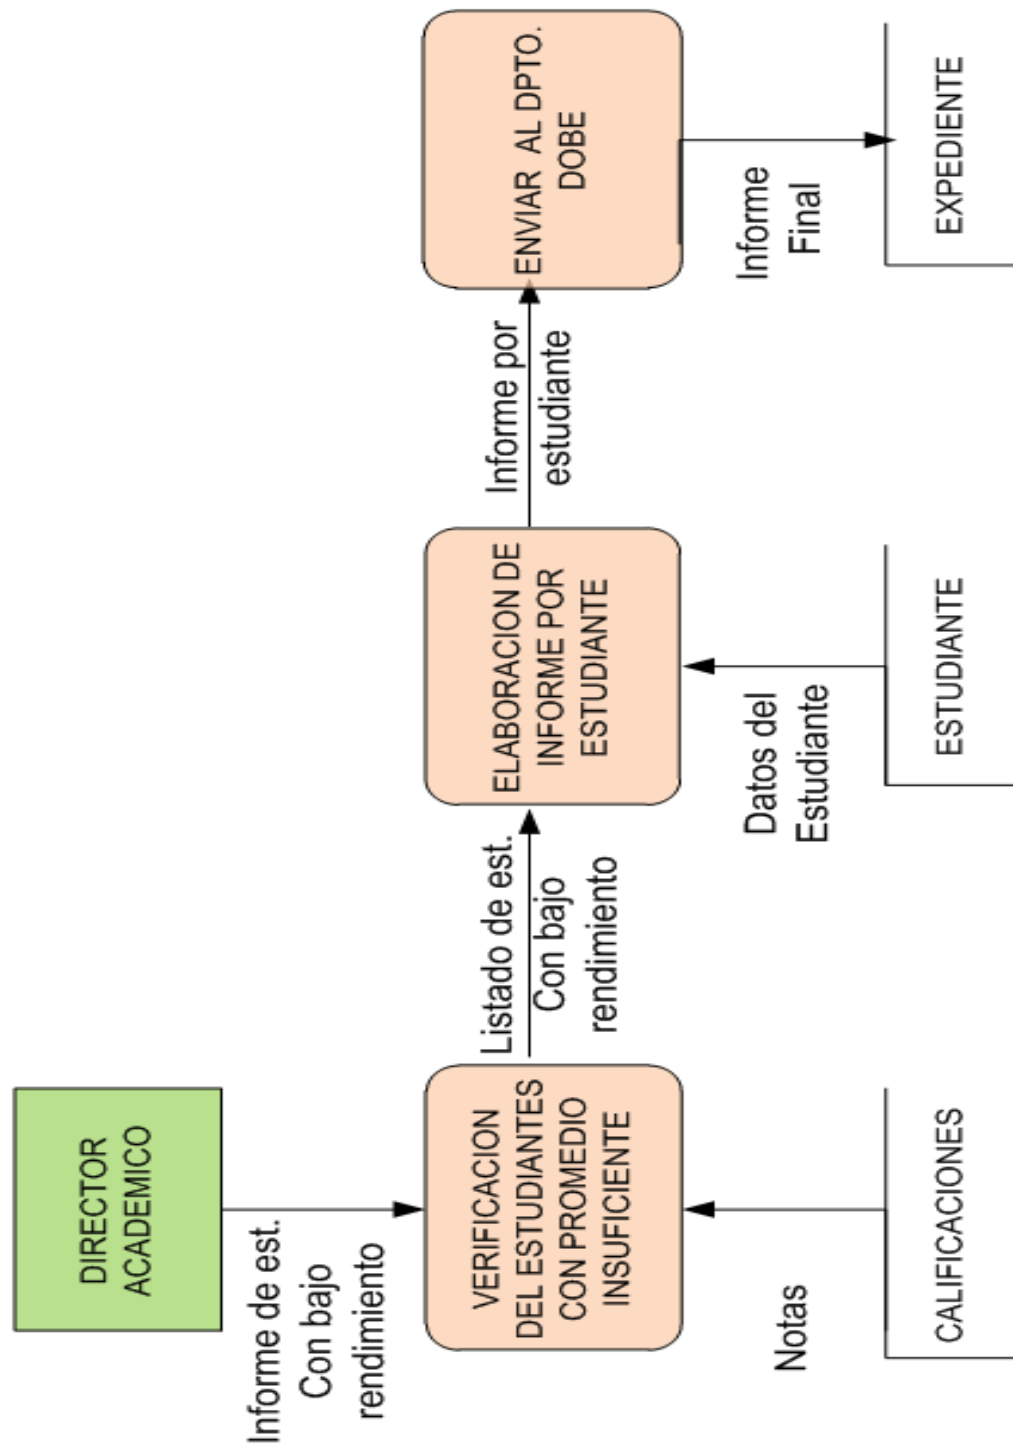 DIRECTOR
ACADEMICO
Informe de est.
Con bajo
rendimiento
VERIFICACION
DEL ESTUDIANTES
CON PROMEDIO
INSUFICIENTE
Notas
CALIFICACIONES
Listado de est.
Con bajo
rendimiento
ELABORACION DE
INFORME POR
ESTUDIANTE
Datos del
Estudiante
ESTUDIANTE
Informe por
estudiante
ENVIAR AL DPTO.
DOBE
Informe
Final
EXPEDIENTE